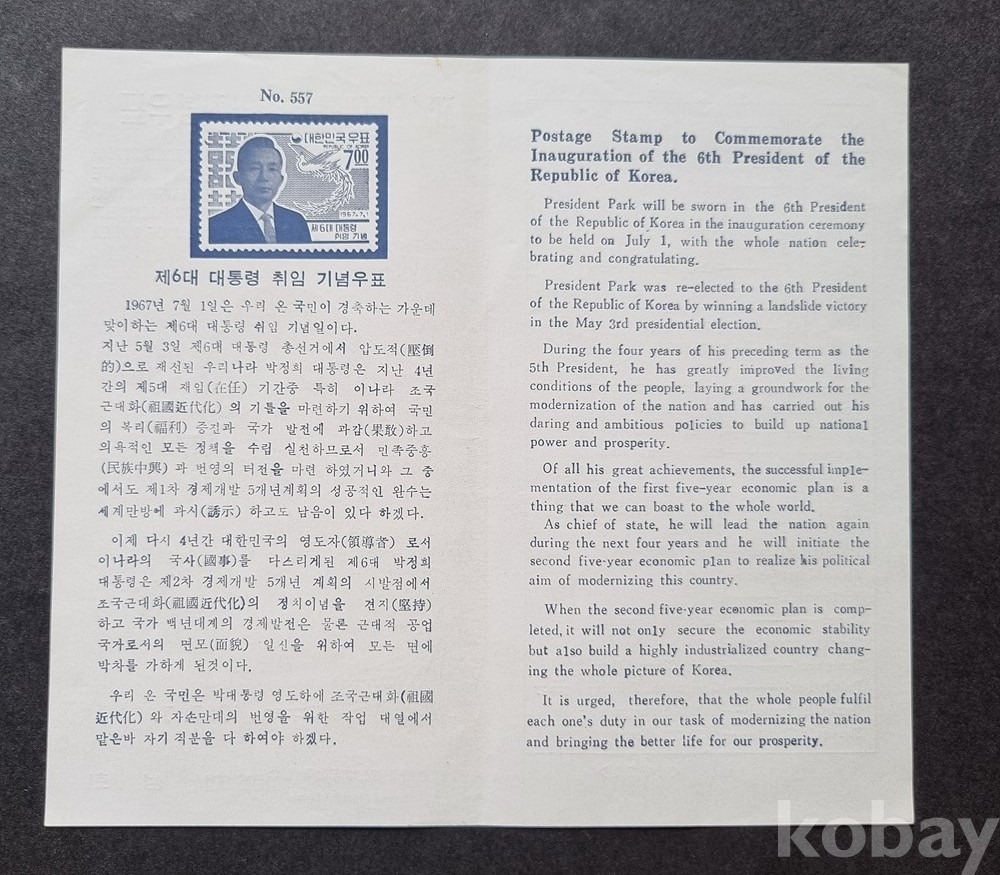 No. 557
대한민국우표
REPUBLIC OF KOREA
700
1967.7.1
제6대 대통령
취임 기념
제6대 대통령 취임 기념우표
1967년 7월 1일은 우리 온 국민이 경축하는 가운데
맞이하는 제6대 대통령 취임 기념일이다.
지난 5월 3일 제6대 대통령 총선거에서 압도적(壓倒
的)으로 재선된 우리나라 박정희 대통령은 지난 4년
간의 제5대 재임(在任) 기간중 특히 이나라 조국
근대화(祖國近代化)의 기틀을 마련하기 위하여 국민
의 복리(福利) 증진과 국가 발전에 과감(果敢)하고
의욕적인 모든 정책을 수립 실천하므로서 민족중흥
(民族中興)과 번영의 터전을 마련 하였거니와 그 중
에서도 제1차 경제개발 5개년계획의 성공적인 완수는
세계만방에 과시(誘示) 하고도 남음이 있다 하겠다.
이제 다시 4년간 대한민국의 영도자(領導者) 로서
이나라의 국사(國事)를 다스리게된 제6대 박정희
대통령은 제2차 경제개발 5개년 계획의 시발점에서
조국근대화(祖國近代化)의 정치이념을 견지(堅持)
하고 국가 백년대계의 경제발전은 물론 근대적 공업
국가로서의 면모(面貌) 일신을 위하여 모든 면에
박차를 가하게 된것이다.
우리 온 국민은 박대통령 영도하에 조국근대화(祖國
近代化) 와 자손만대의 번영을 위한 작업 대열에서
맡은바 자기 직분을 다 하여야 하겠다.
Postage Stamp to Commemorate the
Inauguration of the 6th President of the
Republic of Korea.
President Park will be sworn in the 6th President
of the Republic of Korea in the inauguration ceremony
to be held on July 1, with the whole nation cele-
brating and congratulating.
President Park was re-elected to the 6th President
of the Republic of Korea by winning a landslide victory
in the May 3rd presidential election.
During the four years of his preceding term as the
5th President, he has greatly improved the living
conditions of the people, laying a groundwork for the
modernization of the nation and has carried out his
daring and ambitious policies to build up national
power and prosperity.
Of all his great achievements, the successful imple-
mentation of the first five-year economic plan is a
thing that we can boast to the whole world.
As chief of state, he will lead the nation again
during the next four years and he will initiate the
second five-year economic plan to realize his political
aim of modernizing this country.
When the second five-year economic plan is comp-
leted, it will not only secure the economic stability
but also build a highly industrialized country chang-
ing the whole picture of Korea.
It is urged, therefore, that the whole people fulfil
each one's duty in our task of modernizing the nation
and bringing the better life for our prosperity.
kobay